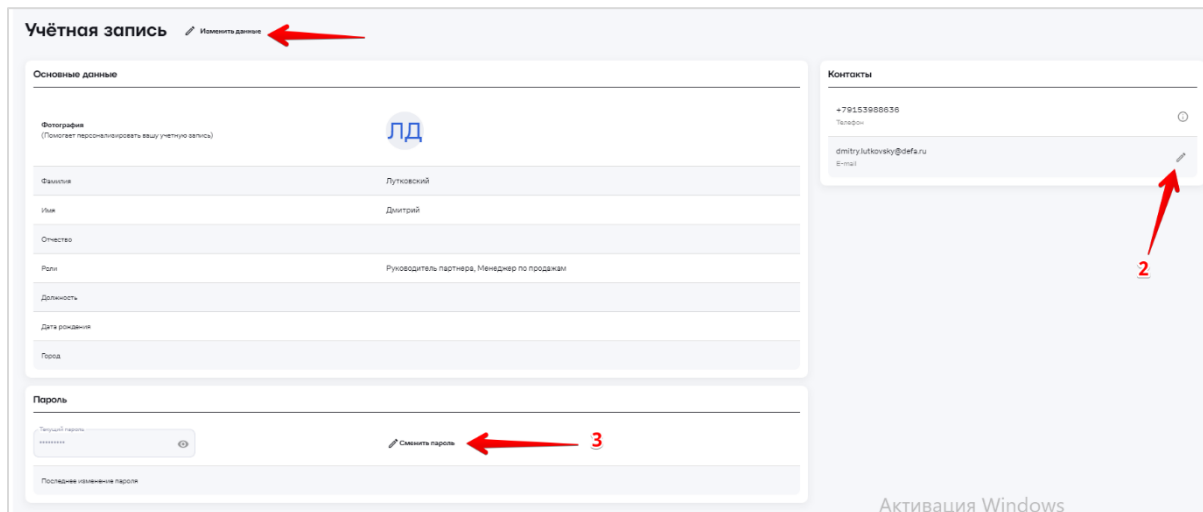 Учётная запись Изменить данные
Основные данные
Фотография
(Помогает персонализировать вашу учетную запись)
ЛД
Фамилия Лутковский
Имя Дмитрий
Отчество
Роли Руководитель партнера, Менеджер по продажам
Должность
Дата рождения
Город
Пароль
Текущий пароль
*********
Сменить пароль 3
Последнее изменение пароля
Контакты
+79153988636
Телефон
dmitry.lutkovsky@defa.ru
E-mail
2
Активация Windows